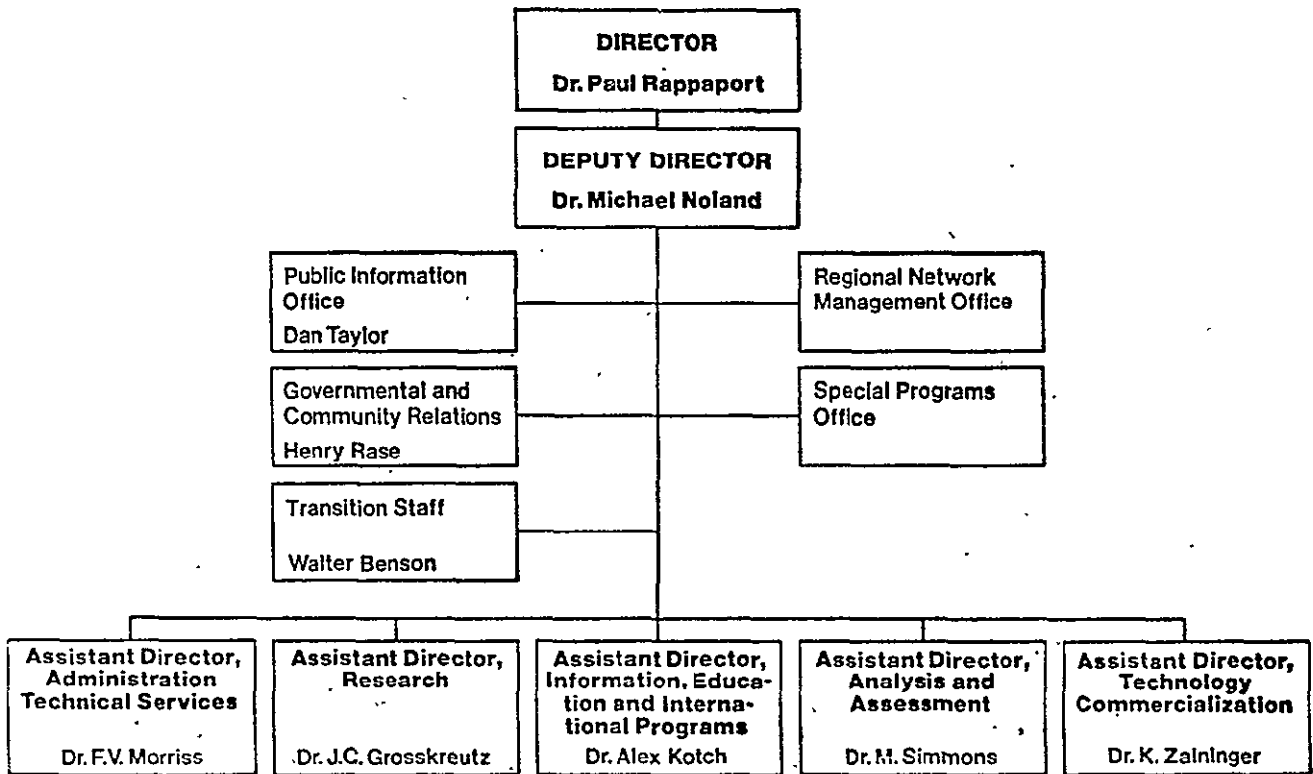 DIRECTOR
Dr. Paul Rappaport
DEPUTY DIRECTOR
Dr. Michael Noland
Public Information
Office
Dan Taylor
Regional Network
Management Office
Governmental and
Community Relations
Henry Rase
Special Programs
Office
Transition Staff
Walter Benson
Assistant Director,
Administration
Technical Services
Dr. F.V. Morriss
Assistant Director,
Research
Dr. J.C. Grosskreutz
Assistant Director,
Information, Educa-
tion and Interna-
tional Programs
Dr. Alex Kotch
Assistant Director,
Analysis and
Assessment
Dr. M. Simmons
Assistant Director,
Technology
Commercialization
Dr. K. Zaininger